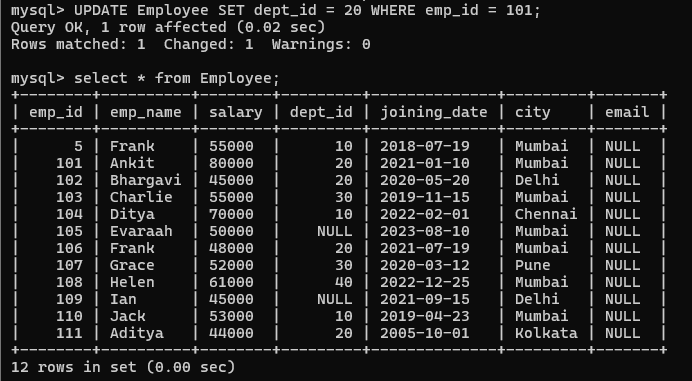 mysql> UPDATE Employee SET dept_id = 20 WHERE emp_id = 101;
Query OK, 1 row affected (0.02 sec)
Rows matched: 1  Changed: 1  Warnings: 0

mysql> select * from Employee;
+--------+----------+--------+---------+--------------+---------+-------+
| emp_id | emp_name | salary | dept_id | joining_date | city    | email |
+--------+----------+--------+---------+--------------+---------+-------+
|      5 | Frank    | 55000  |      10 | 2018-07-19   | Mumbai  | NULL  |
|    101 | Ankit    | 80000  |      20 | 2021-01-10   | Mumbai  | NULL  |
|    102 | Bhargavi | 45000  |      20 | 2020-05-20   | Delhi   | NULL  |
|    103 | Charlie  | 55000  |      30 | 2019-11-15   | Mumbai  | NULL  |
|    104 | Ditya    | 70000  |      10 | 2022-02-01   | Chennai | NULL  |
|    105 | Evaraah  | 50000  |    NULL | 2023-08-10   | Mumbai  | NULL  |
|    106 | Frank    | 48000  |      20 | 2021-07-19   | Mumbai  | NULL  |
|    107 | Grace    | 52000  |      30 | 2020-03-12   | Pune    | NULL  |
|    108 | Helen    | 61000  |      40 | 2022-12-25   | Mumbai  | NULL  |
|    109 | Ian      | 45000  |    NULL | 2021-09-15   | Delhi   | NULL  |
|    110 | Jack     | 53000  |      10 | 2019-04-23   | Mumbai  | NULL  |
|    111 | Aditya   | 44000  |      20 | 2005-10-01   | Kolkata | NULL  |
+--------+----------+--------+---------+--------------+---------+-------+
12 rows in set (0.00 sec)